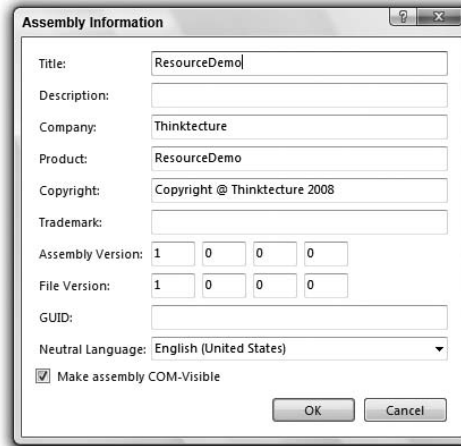 Assembly Information
Title: ResourceDemo
Description:
Company: Thinktecture
Product: ResourceDemo
Copyright: Copyright @ Thinktecture 2008
Trademark:
Assembly Version: 1 0 0 0
File Version: 1 0 0 0
GUID:
Neutral Language: English (United States)
Make assembly COM-Visible
OK Cancel